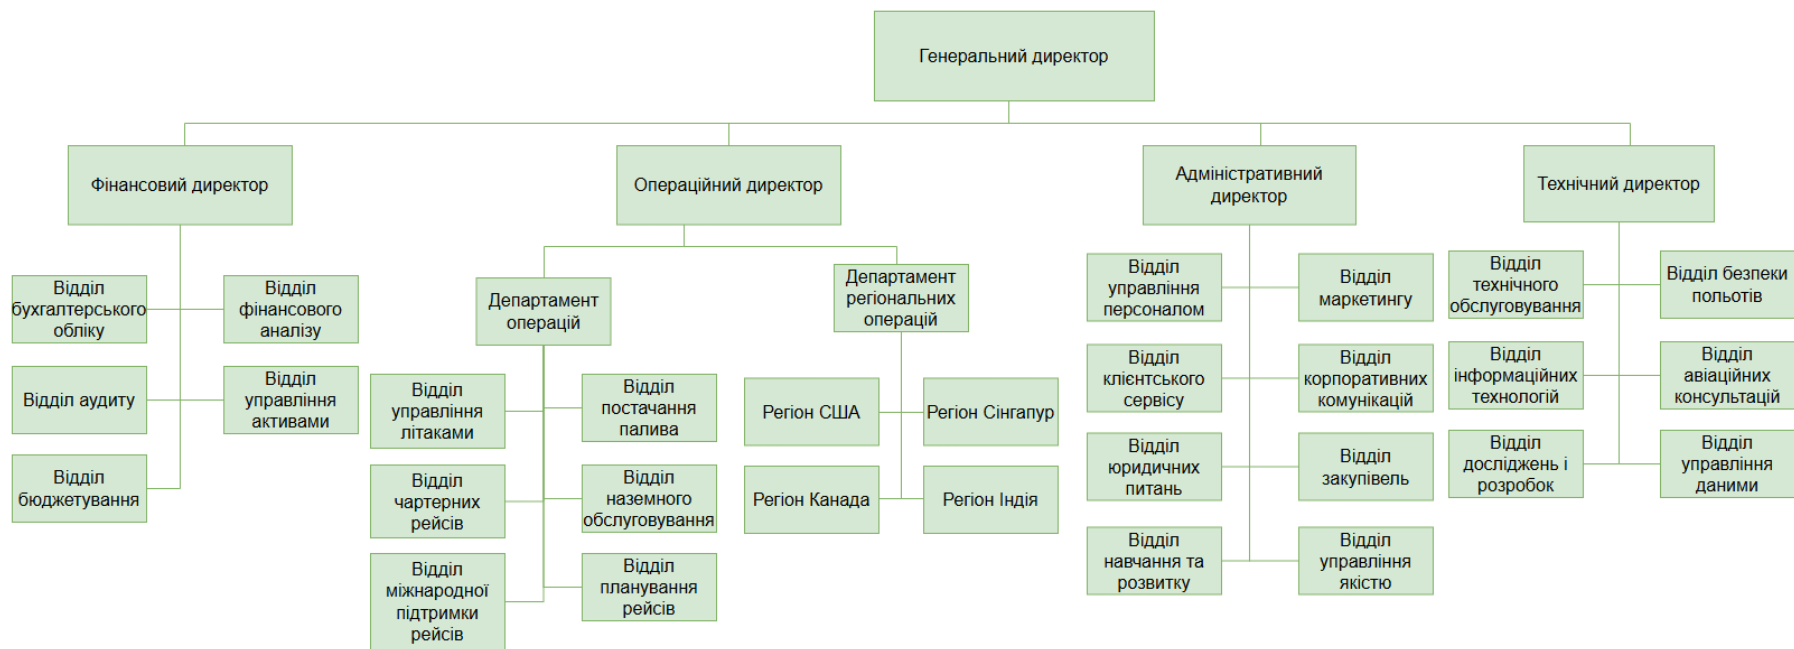 Генеральний директор
Фінансовий директор
Операційний директор
Адміністративний
директор
Технічний директор
Відділ
бухгалтерського
обліку
Відділ
фінансового
аналізу
Відділ аудиту
Відділ
управління
активами
Відділ
бюджетування
Департамент
операцій
Департамент
регіональних
операцій
Відділ
управління
літаками
Відділ
постачання
палива
Відділ
чартерних
рейсів
Відділ
наземного
обслуговування
Відділ
міжнародної
підтримки
рейсів
Відділ
планування
рейсів
Регіон США
Регіон Сінгапур
Регіон Канада
Регіон Індія
Відділ
управління
персоналом
Відділ
маркетингу
Відділ
клієнтського
сервісу
Відділ
корпоративних
комунікацій
Відділ
юридичних
питань
Відділ
закупівель
Відділ
навчання та
розвитку
Відділ
управління
якістю
Відділ
технічного
обслуговування
Відділ безпеки
польотів
Відділ
інформаційних
технологій
Відділ
авіаційних
консультацій
Відділ
досліджень і
розробок
Відділ
управління
даними